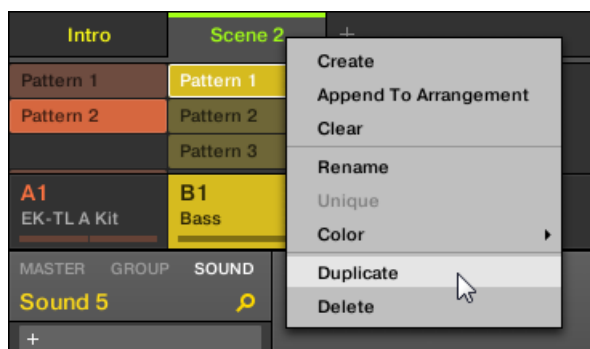 Intro Scene 2 +
Pattern 1 Pattern 1
Pattern 2 Pattern 2
Pattern 3
A1 B1
EK-TL A Kit Bass
MASTER GROUP SOUND
Sound 5
+
Create
Append To Arrangement
Clear
Rename
Unique
Color
Duplicate
Delete